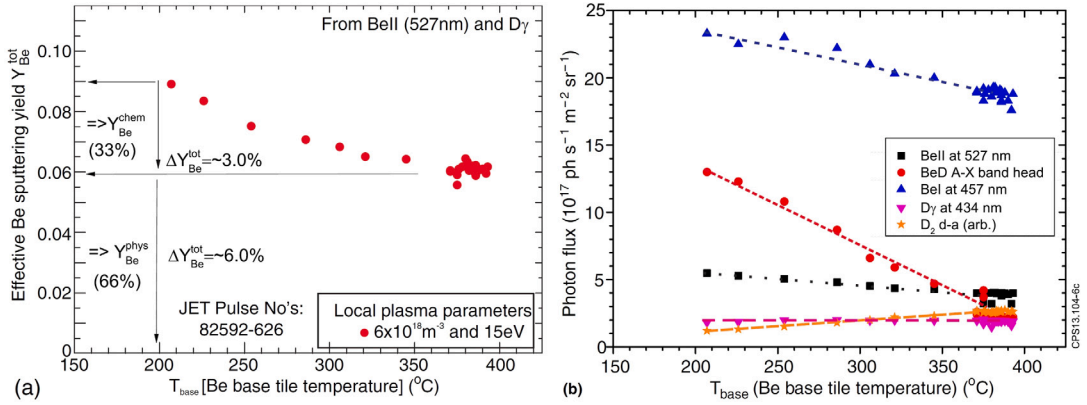 From BeII (527nm) and Dγ
Effective Be sputtering yield Y_Be^tot
0.10
0.08
0.06
0.04
0.02
0
=>Y_Be^chem
(33%)
ΔY_Be^tot=~3.0%
=> Y_Be^phys
(66%)
ΔY_Be^tot=~6.0%
JET Pulse No's:
82592-626
Local plasma parameters
6x10^18m^-3 and 15eV
100 150 200 250 300 350 400
T_base[Be base tile temperature] (°C)
(a)
Photon flux (10^17 ph s^-1 m^-2 sr^-1)
25
20
15
10
5
0
BeII at 527 nm
BeD A-X band head
BeI at 457 nm
Dγ at 434 nm
D_2 d-a (arb.)
100 150 200 250 300 350 400
T_base (Be base tile temperature) (°C)
(b)
CPS13.104-6c